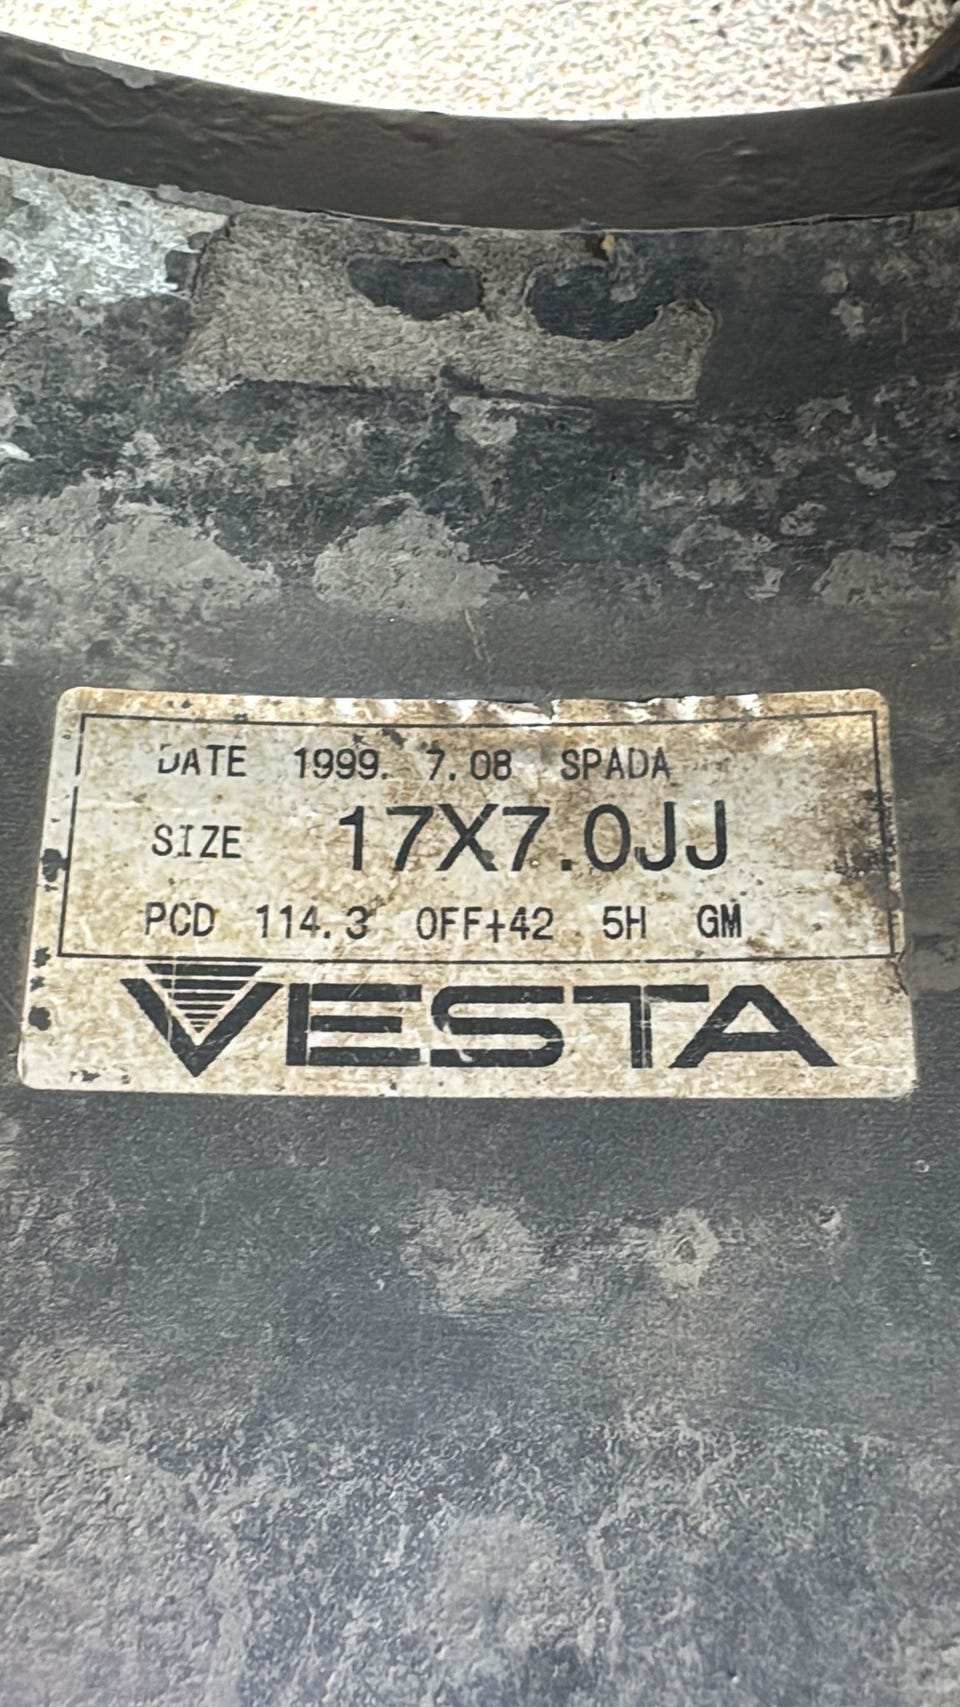 DATE 1999. 7.08 SPADA
SIZE 17X7.0JJ
PCD 114.3 OFF+42 5H GM
VESTA